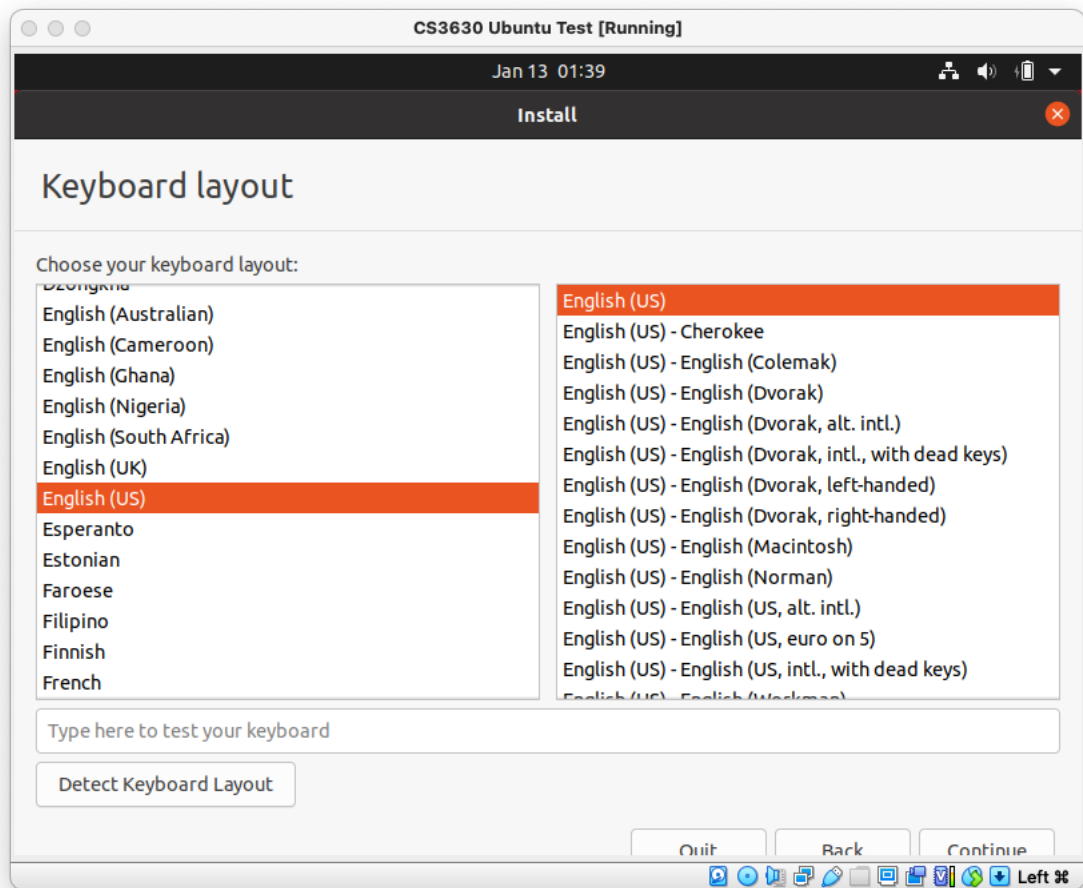 CS3630 Ubuntu Test [Running]
Jan 13 01:39
Install
Keyboard layout
Choose your keyboard layout:
Dzongkha
English (Australian)
English (Cameroon)
English (Ghana)
English (Nigeria)
English (South Africa)
English (UK)
English (US)
Esperanto
Estonian
Faroese
Filipino
Finnish
French
English (US)
English (US) - Cherokee
English (US) - English (Colemak)
English (US) - English (Dvorak)
English (US) - English (Dvorak, alt. intl.)
English (US) - English (Dvorak, intl., with dead keys)
English (US) - English (Dvorak, left-handed)
English (US) - English (Dvorak, right-handed)
English (US) - English (Macintosh)
English (US) - English (Norman)
English (US) - English (US, alt. intl.)
English (US) - English (US, euro on 5)
English (US) - English (US, intl., with dead keys)
English (US) - English (Workman)
Type here to test your keyboard
Detect Keyboard Layout
Quit Back Continue
Left ⌘